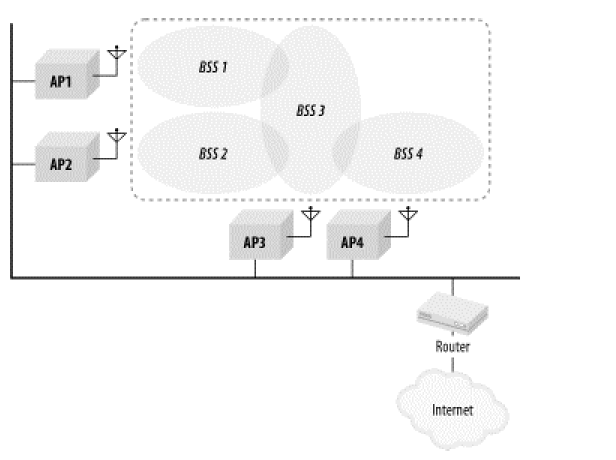 AP1
BSS 1
BSS 3
AP2
BSS 2
BSS 4
AP3
AP4
Router
Internet